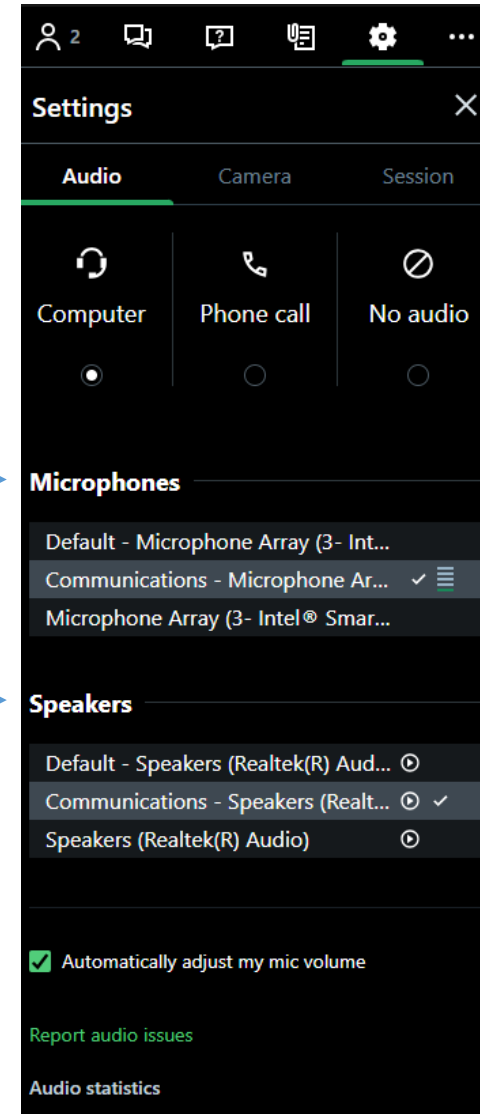 2
Settings
Audio Camera Session
Computer Phone call No audio
Microphones
Default - Microphone Array (3- Int...
Communications - Microphone Ar...
Microphone Array (3- Intel® Smar...
Speakers
Default - Speakers (Realtek(R) Aud...
Communications - Speakers (Realt...
Speakers (Realtek(R) Audio)
Automatically adjust my mic volume
Report audio issues
Audio statistics